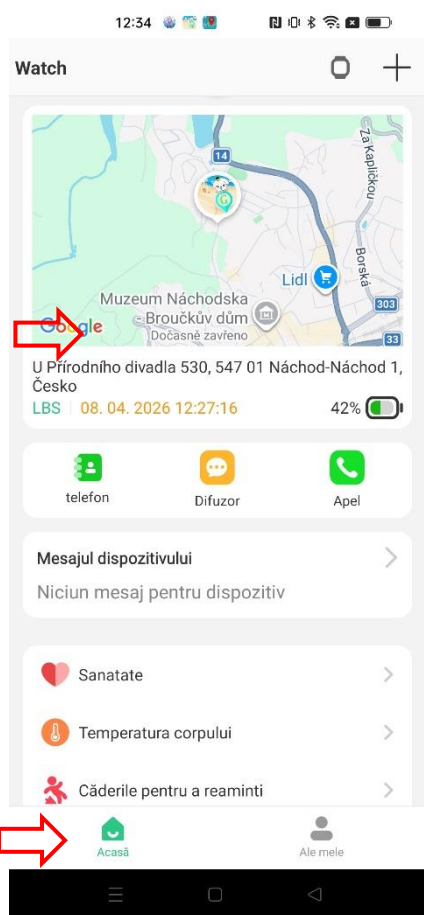 12:34
Watch
14
Za Kapličkou
Borská
Lidl
303
Muzeum Náchodska
- Broučkův dům
Dočasně zavřeno
Google
33
U Přírodního divadla 530, 547 01 Náchod-Náchod 1,
Česko
LBS 08. 04. 2026 12:27:16 42%
telefon Difuzor Apel
Mesajul dispozitivului
Niciun mesaj pentru dispozitiv
Sanatate
Temperatura corpului
Căderile pentru a reaminti
Acasă Ale mele